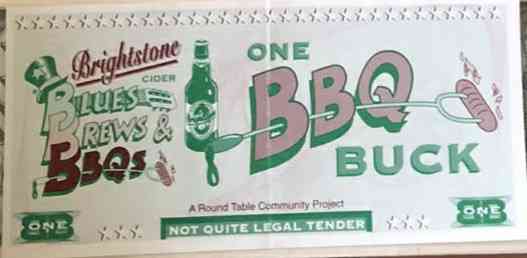 Brightstone
CIDER
BLUES
BREWS &
BBQS
ONE
BBQ
BUCK
A Round Table Community Project
NOT QUITE LEGAL TENDER
ONE
ONE